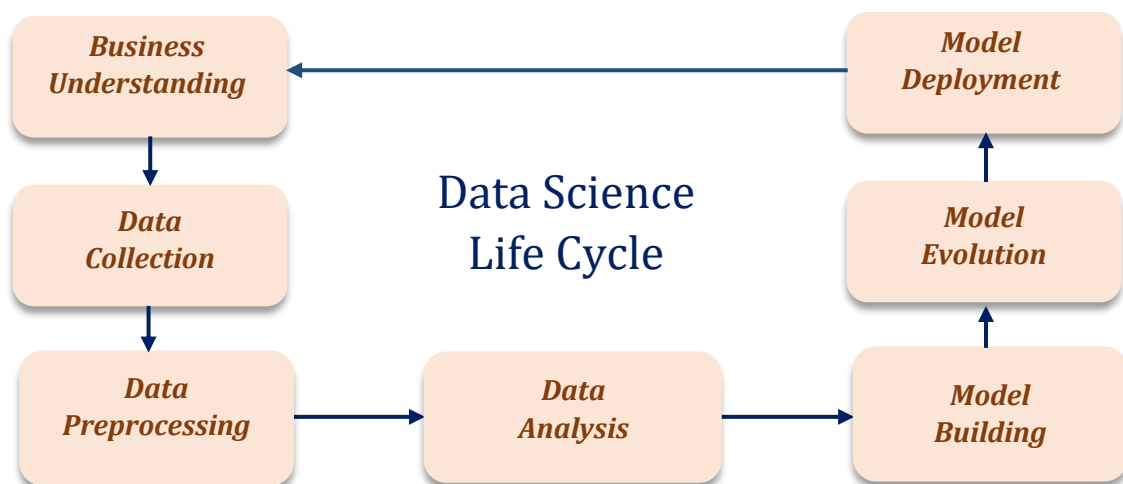 Business
Understanding
Model
Deployment
Data Science
Life Cycle
Data
Collection
Model
Evolution
Data
Preprocessing
Data
Analysis
Model
Building